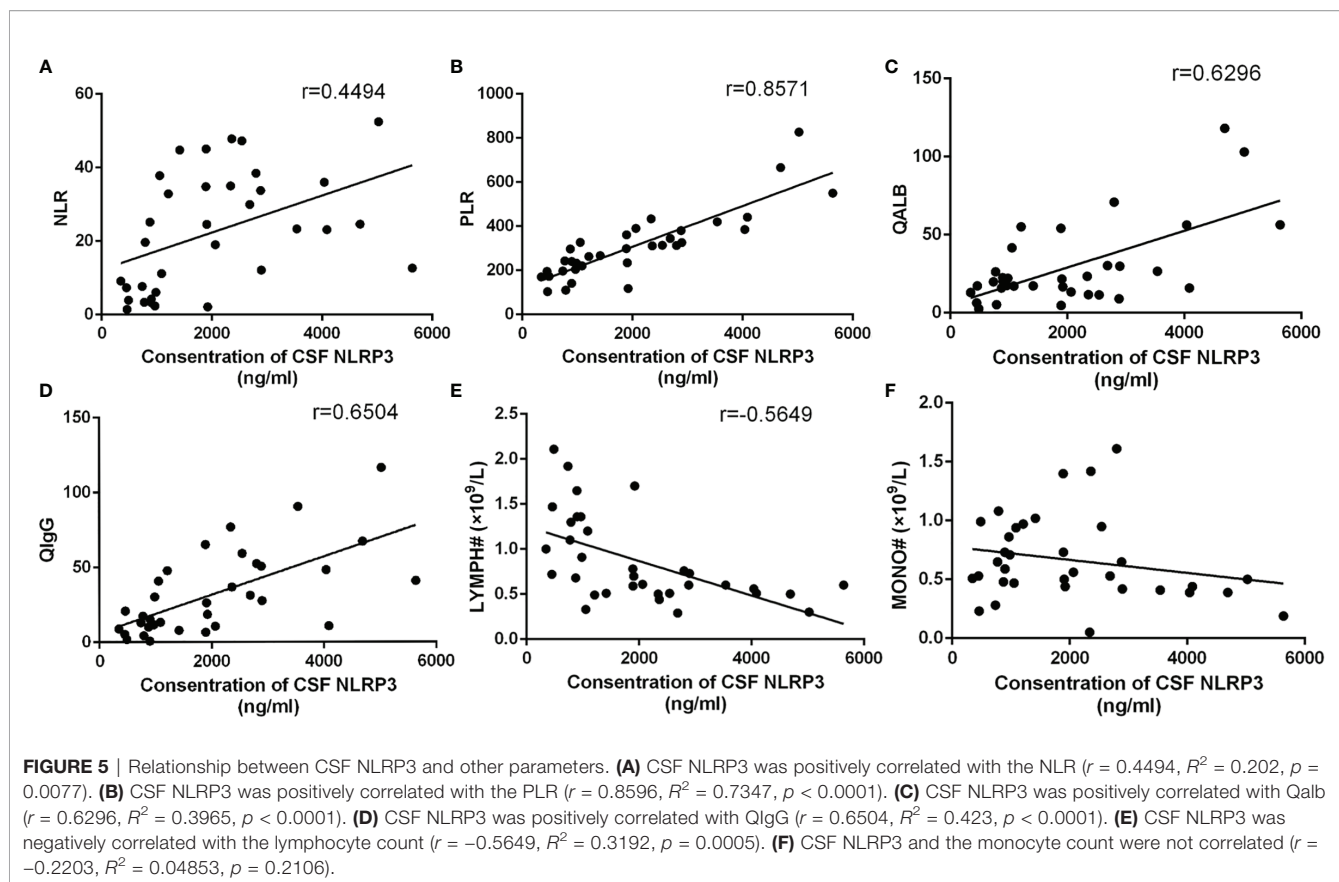 A
r=0.4494
NLR
60
40
20
0
0 2000 4000 6000
Consentration of CSF NLRP3
(ng/ml)
B
r=0.8571
PLR
1000
800
600
400
200
0
0 2000 4000 6000
Consentration of CSF NLRP3
(ng/ml)
C
r=0.6296
QALB
150
100
50
0
0 2000 4000 6000
Consentration of CSF NLRP3
(ng/ml)
D
r=0.6504
QIgG
150
100
50
0
0 2000 4000 6000
Consentration of CSF NLRP3
(ng/ml)
E
r=-0.5649
LYMPH# (×10⁹/L)
2.5
2.0
1.5
1.0
0.5
0.0
0 2000 4000 6000
Consentration of CSF NLRP3
(ng/ml)
F
MONO# (×10⁹/L)
2.0
1.5
1.0
0.5
0.0
0 2000 4000 6000
Consentration of CSF NLRP3
(ng/ml)
FIGURE 5 | Relationship between CSF NLRP3 and other parameters. (A) CSF NLRP3 was positively correlated with the NLR (r = 0.4494, R² = 0.202, p =
0.0077). (B) CSF NLRP3 was positively correlated with the PLR (r = 0.8596, R² = 0.7347, p < 0.0001). (C) CSF NLRP3 was positively correlated with Qalb
(r = 0.6296, R² = 0.3965, p < 0.0001). (D) CSF NLRP3 was positively correlated with QIgG (r = 0.6504, R² = 0.423, p < 0.0001). (E) CSF NLRP3 was
negatively correlated with the lymphocyte count (r = −0.5649, R² = 0.3192, p = 0.0005). (F) CSF NLRP3 and the monocyte count were not correlated (r =
−0.2203, R² = 0.04853, p = 0.2106).